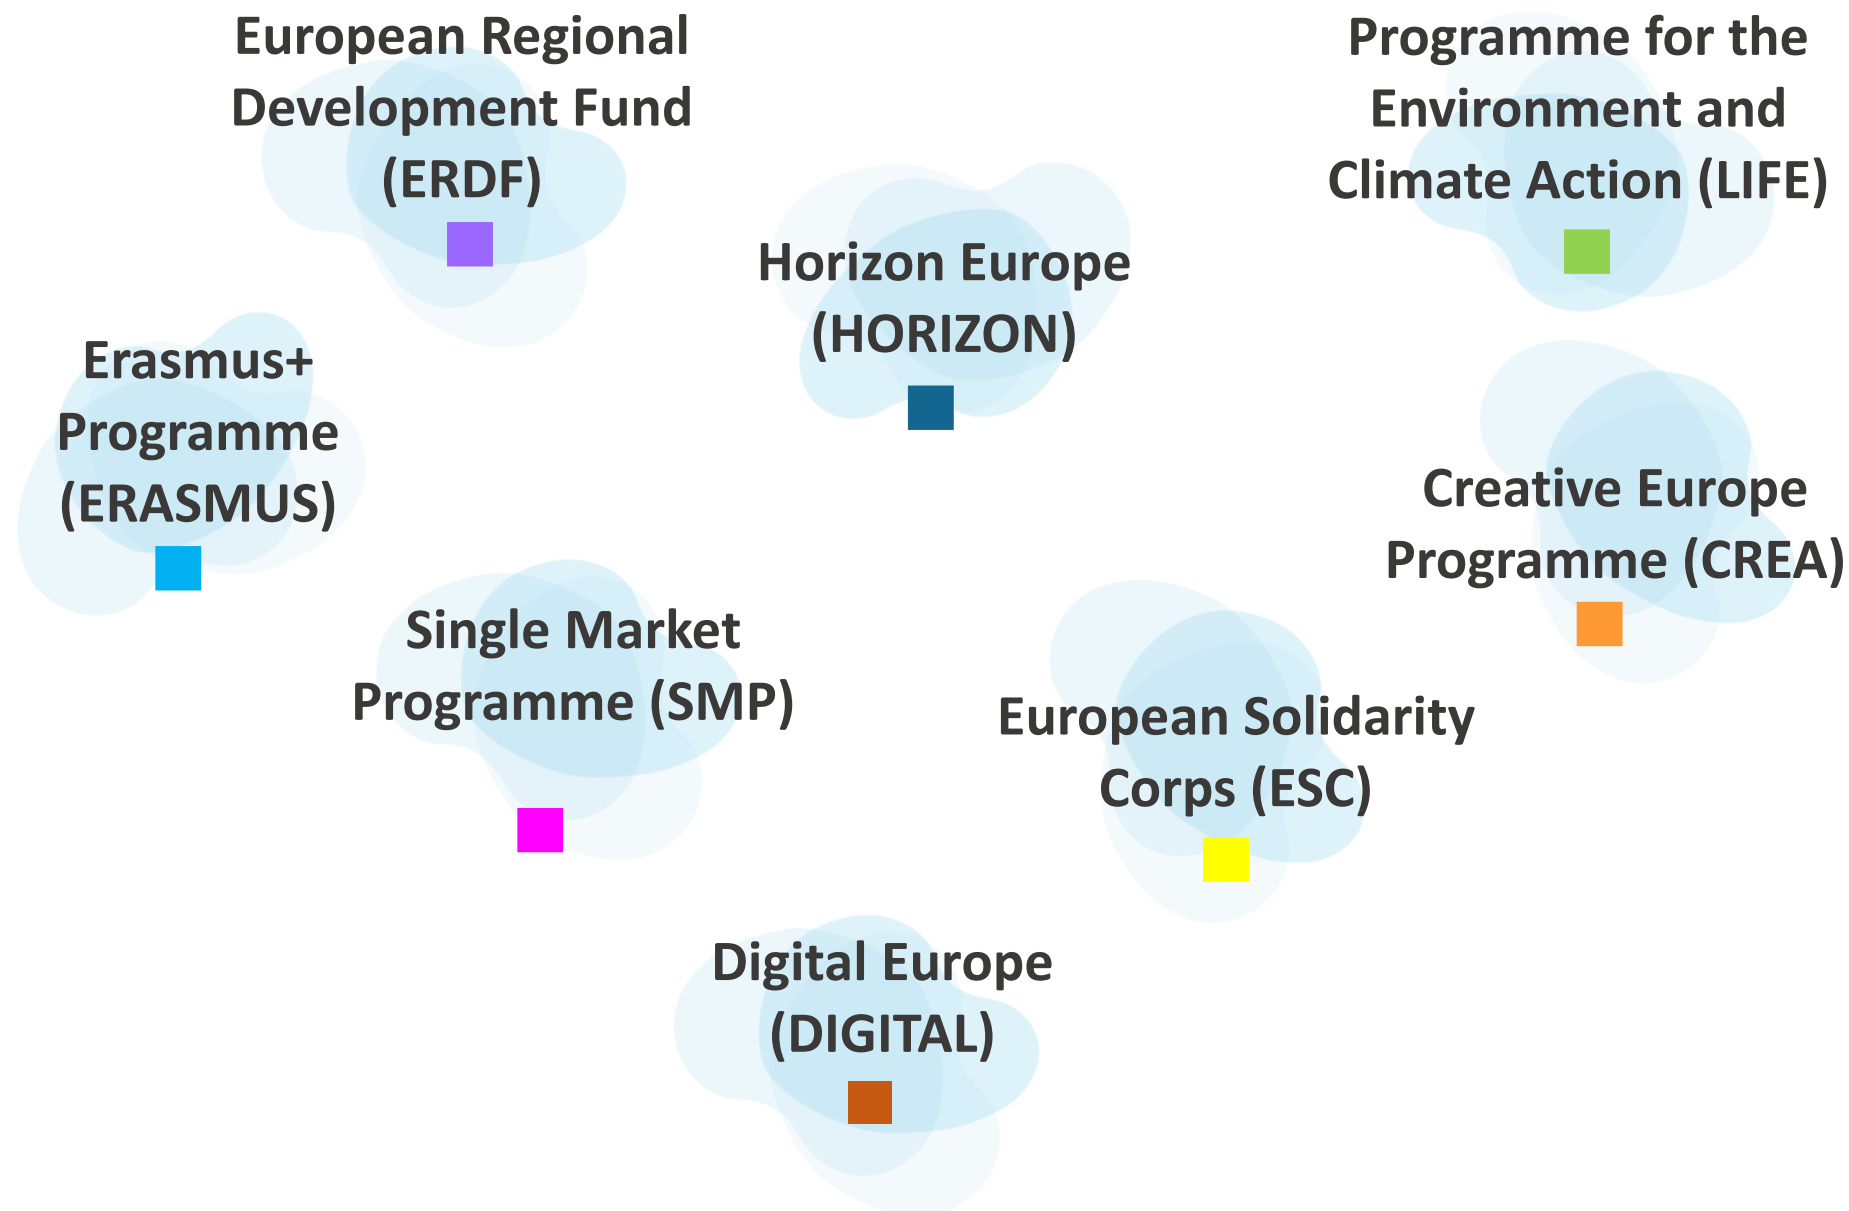 European Regional
Development Fund
(ERDF)
Programme for the
Environment and
Climate Action (LIFE)
Horizon Europe
(HORIZON)
Erasmus+
Programme
(ERASMUS)
Creative Europe
Programme (CREA)
Single Market
Programme (SMP)
European Solidarity
Corps (ESC)
Digital Europe
(DIGITAL)